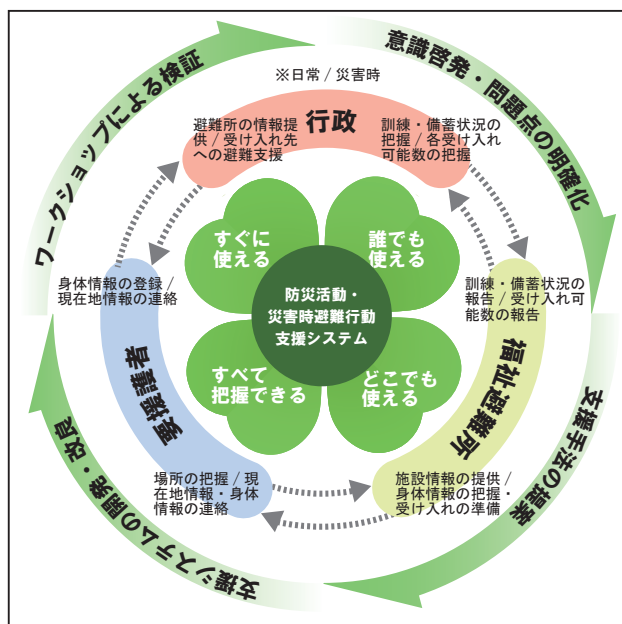 ワークショップによる検証
意識啓発・問題点の明確化
※日常 / 災害時
行政
避難所の情報提
供 / 受け入れ先
への避難支援
訓練・備蓄状況の
把握 / 各受け入れ
可能数の把握
すぐに
使える
誰でも
使える
身体情報の登録 /
現在地情報の連絡
防災活動・
災害時避難行動
支援システム
訓練・備蓄状況の
報告 / 受け入れ可
能数の報告
要援護者
すべて
把握できる
どこでも
使える
福祉避難所
場所の把握 / 現
在地情報・身体
情報の連絡
施設情報の提供 /
身体情報の把握・
受け入れの準備
支援システムの開発・改良
支援手法の提案